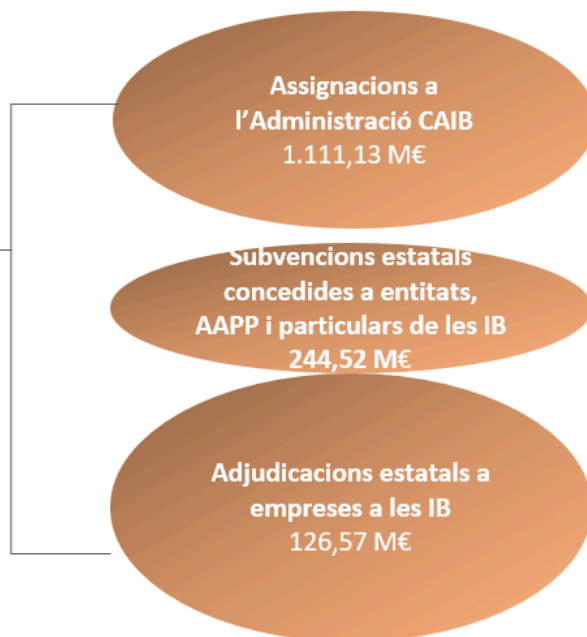 Assignacions a
l’Administració CAIB
1.111,13 M€
Subvencions estatals
concedides a entitats,
AAPP i particulars de les IB
244,52 M€
Adjudicacions estatals a
empreses a les IB
126,57 M€